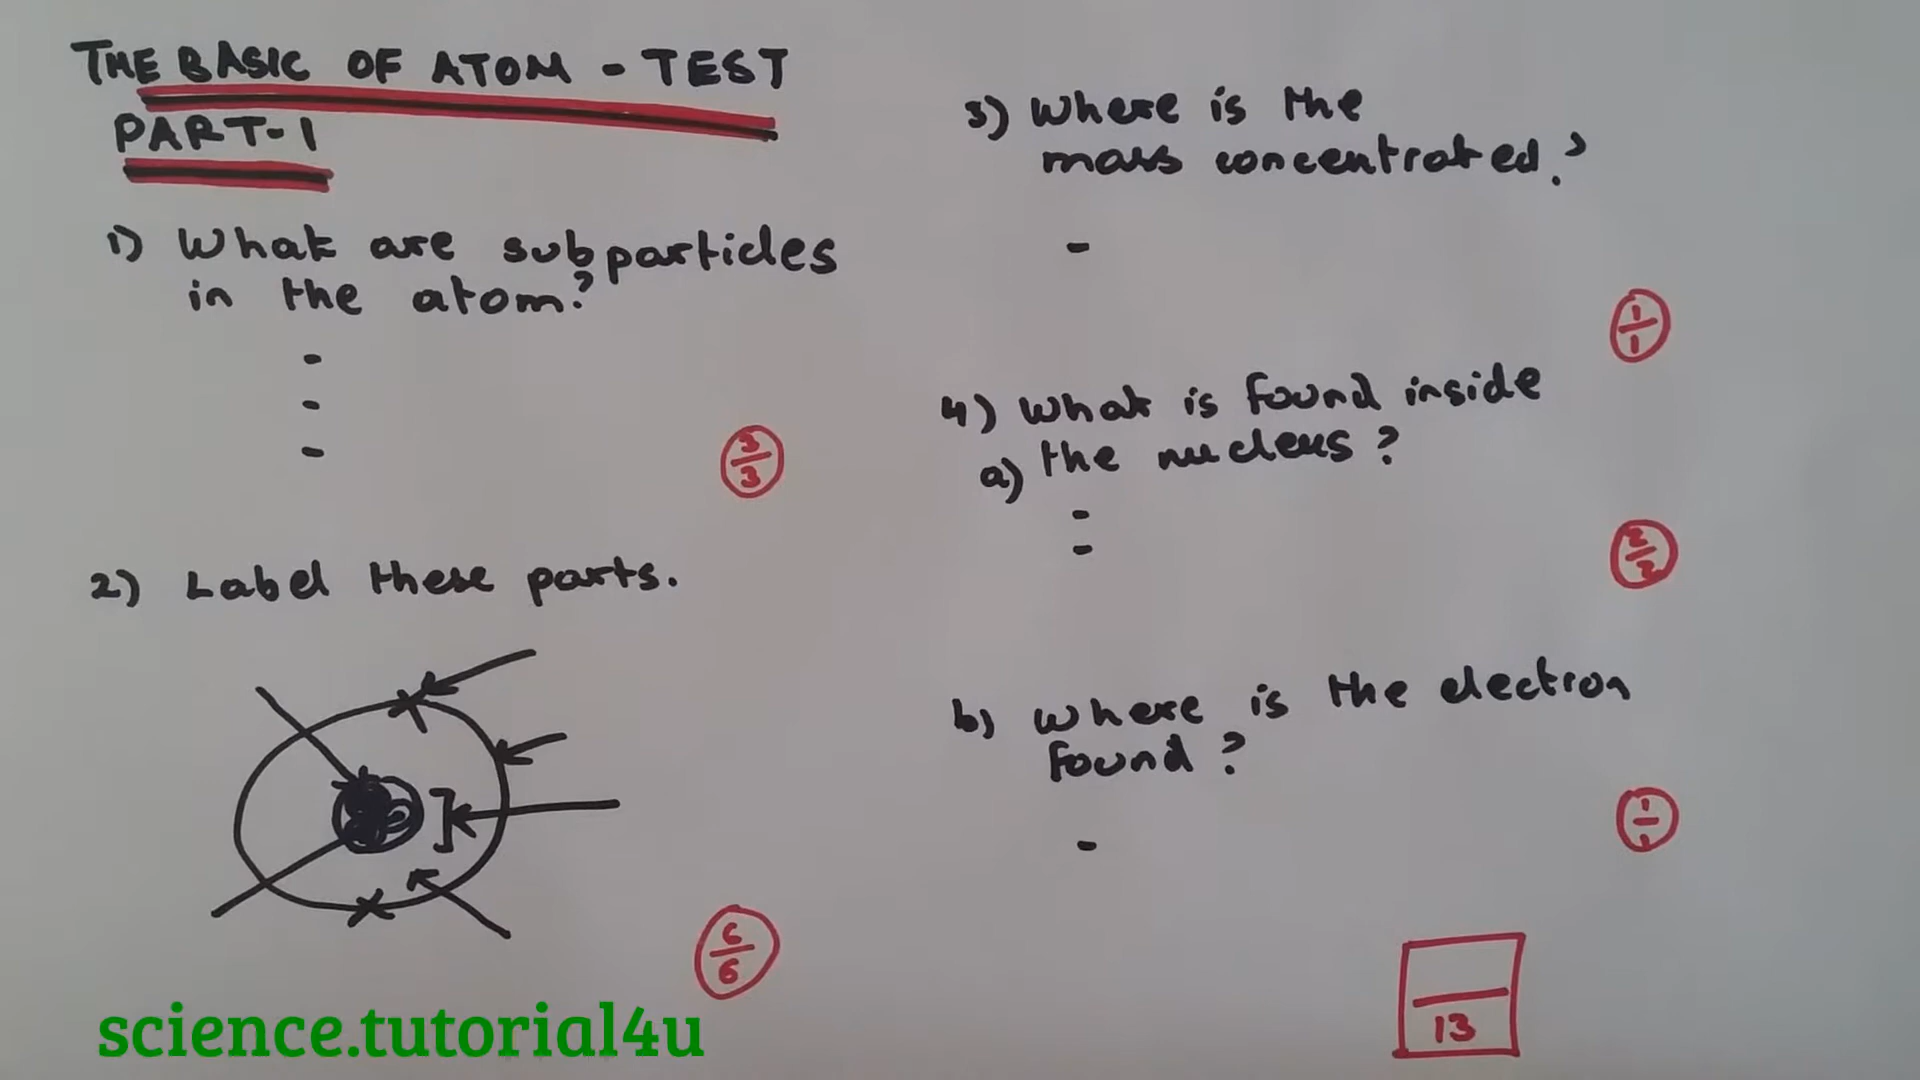 THE BASIC OF ATOM - TEST
PART-1
1) What are subparticles
in the atom?
-
-
-
3
3
2) Label these parts.
6
6
3) Where is the
mass concentrated?
-
1
1
4) What is found inside
a) the nucleus?
-
-
2
2
b) where is the electron
found?
-
1
1
13
science.tutorial4u